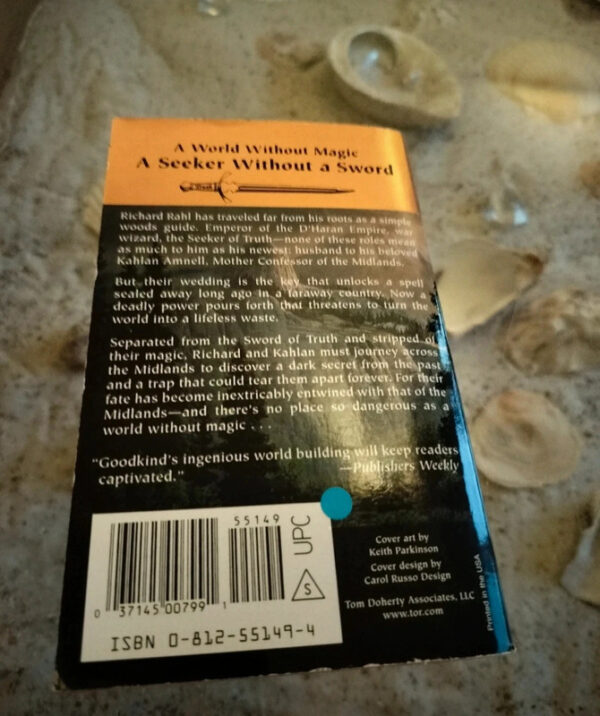 A World Without Magic
A Seeker Without a Sword
Richard Rahl has traveled far from his roots as a simple
woods guide. Emperor of the D'Haran Empire, war
wizard, the Seeker of Truth—none of these roles mean
as much to him as his newest: husband to his beloved
Kahlan Amnell, Mother Confessor of the Midlands.
But their wedding is the key that unlocks a spell
sealed away long ago in a faraway country. Now a
deadly power pours forth that threatens to turn the
world into a lifeless waste.
Separated from the Sword of Truth and stripped of
their magic, Richard and Kahlan must journey across
the Midlands to discover a dark secret from the past
and a trap that could tear them apart forever. For their
fate has become inextricably entwined with that of the
Midlands—and there's no place so dangerous as a
world without magic . . .
"Goodkind's ingenious world building will keep readers
captivated." —Publishers Weekly
55149
UPC
S
0 37145 00799 1
ISBN 0-812-55149-4
Cover art by
Keith Parkinson
Cover design by
Carol Russo Design
Tom Doherty Associates, LLC
www.tor.com
Printed in the USA